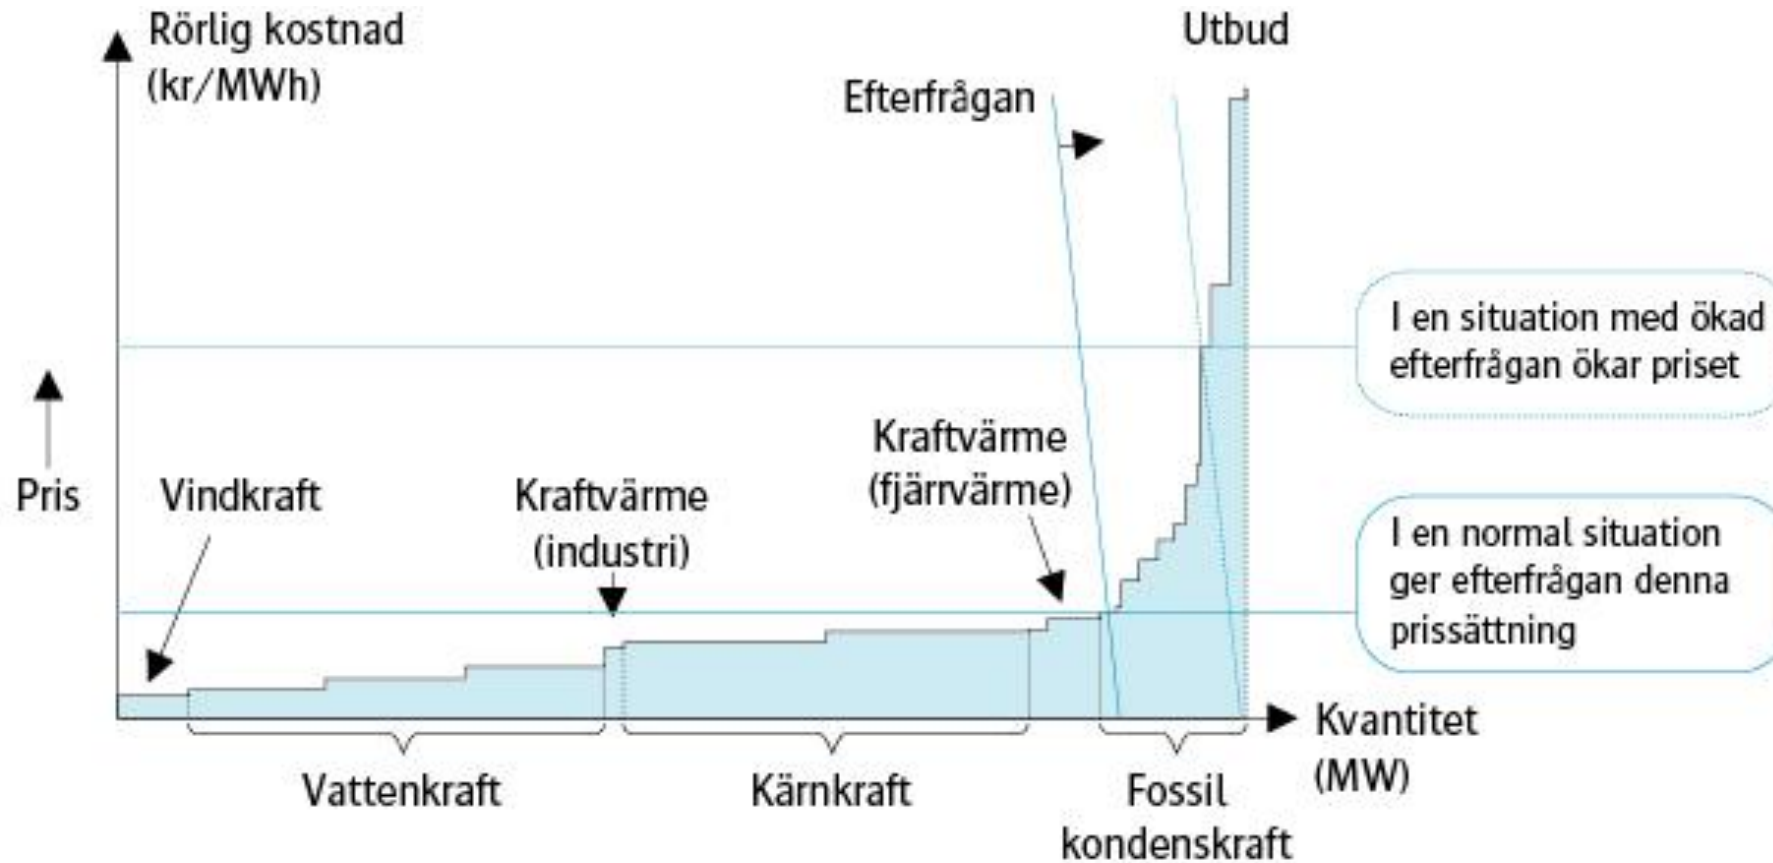 Rörlig kostnad
(kr/MWh)
Utbud
Efterfrågan
I en situation med ökad
efterfrågan ökar priset
Pris
Vindkraft
Kraftvärme
(industri)
Kraftvärme
(fjärrvärme)
I en normal situation
ger efterfrågan denna
prissättning
Kvantitet
(MW)
Vattenkraft
Kärnkraft
Fossil
kondenskraft